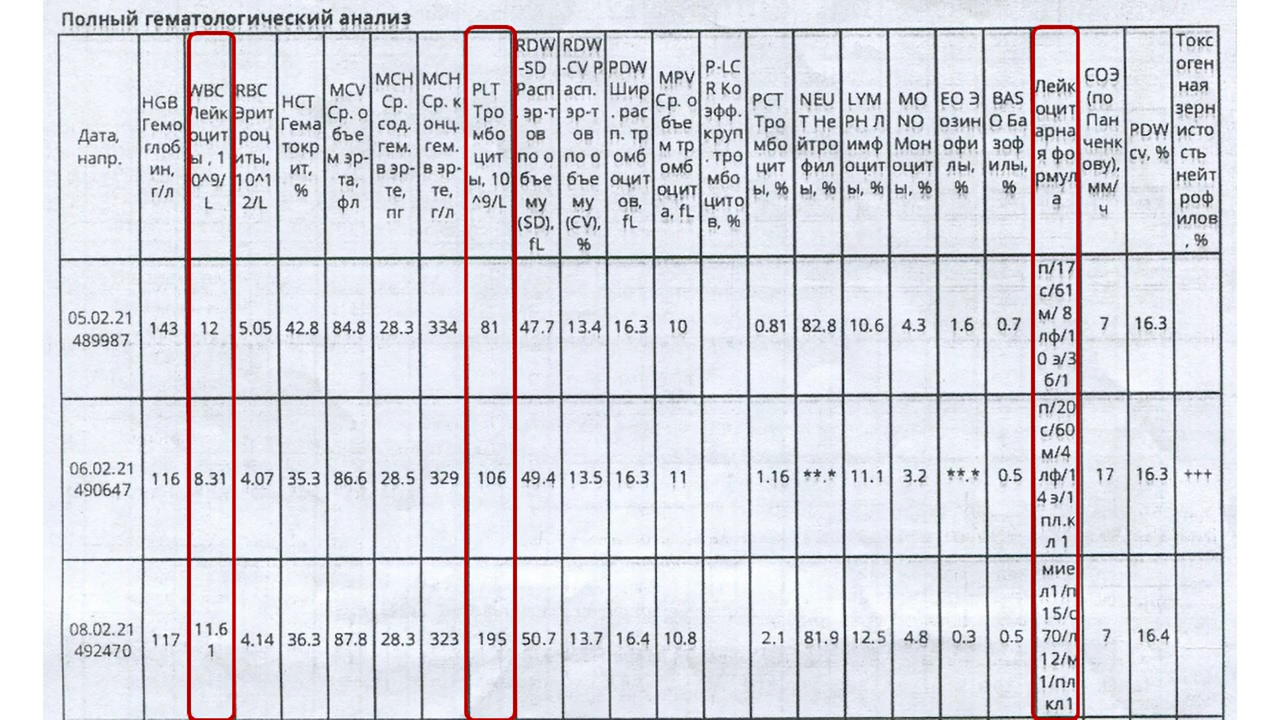 Полный гематологический анализ
Дата, напр.
HGB Гемоглобин, г/л
WBC Лейкоциты , 10^9/L
RBC Эритроциты, 10^12/L
HCT Гематокрит, %
MCV Ср. объем эр-та, фл
MCH Ср. сод. гем. в эр-те, пг
MCH Ср. конц. гем. в эр-те, г/л
PLT Тромбоциты, 10^9/L
RDW-SD Расп. эр-тов по объему (SD), fL
RDW-CV Расп. эр-тов по объему (CV), %
PDW Шир. расп. тромбоцитов, fL
MPV Ср. объем тромбоцита, fL
P-LCR Коэфф. крупн. тромбоцитов, %
PCT Тромбоциты, %
NEUT Нейтрофилы, %
LYMPH Лимфоциты, %
MONO Моноциты, %
EO Эозинофилы, %
BASO Базофилы, %
Лейкоцитарная формула
СОЭ (по Панченкову), мм/ч
PDWcv, %
Токсогенная зернистость нейтрофилов, %
05.02.21 489987 143 12 5.05 42.8 84.8 28.3 334 81 47.7 13.4 16.3 10 0.81 82.8 10.6 4.3 1.6 0.7 п/17 с/61 м/ 8 лф/10 э/3 б/1 7 16.3
06.02.21 490647 116 8.31 4.07 35.3 86.6 28.5 329 106 49.4 13.5 16.3 11 1.16 **.* 11.1 3.2 **.* 0.5 п/20 с/60 м/4 лф/14 э/1 пл.кл 1 17 16.3 +++
08.02.21 492470 117 11.61 4.14 36.3 87.8 28.3 323 195 50.7 13.7 16.4 10.8 2.1 81.9 12.5 4.8 0.3 0.5 миел1/п15/с70/л12/м1/плкл1 7 16.4